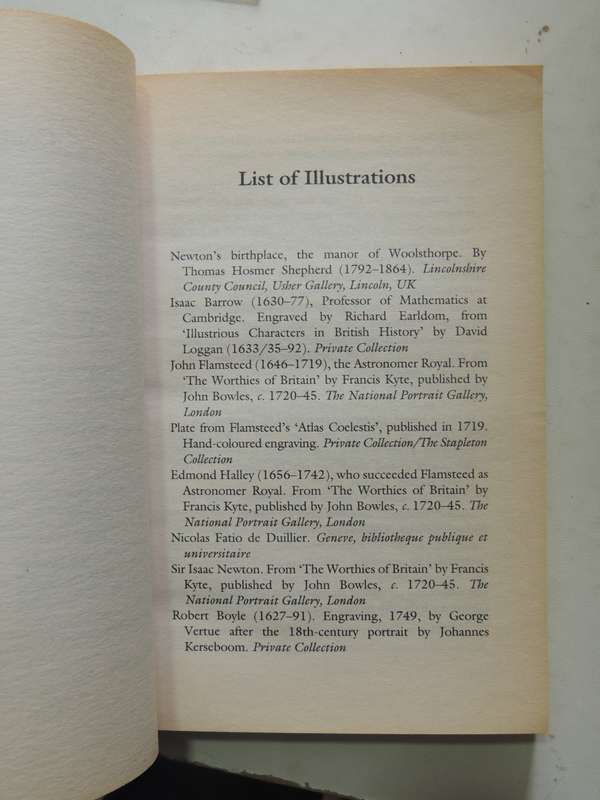 List of Illustrations
Newton's birthplace, the manor of Woolsthorpe. By
Thomas Hosmer Shepherd (1792–1864). Lincolnshire
County Council, Usher Gallery, Lincoln, UK
Isaac Barrow (1630–77), Professor of Mathematics at
Cambridge. Engraved by Richard Earldom, from
'Illustrious Characters in British History' by David
Loggan (1633/35–92). Private Collection
John Flamsteed (1646–1719), the Astronomer Royal. From
'The Worthies of Britain' by Francis Kyte, published by
John Bowles, c. 1720–45. The National Portrait Gallery,
London
Plate from Flamsteed's 'Atlas Coelestis', published in 1719.
Hand-coloured engraving. Private Collection/The Stapleton
Collection
Edmond Halley (1656–1742), who succeeded Flamsteed as
Astronomer Royal. From 'The Worthies of Britain' by
Francis Kyte, published by John Bowles, c. 1720–45. The
National Portrait Gallery, London
Nicolas Fatio de Duillier. Geneve, bibliotheque publique et
universitaire
Sir Isaac Newton. From 'The Worthies of Britain' by Francis
Kyte, published by John Bowles, c. 1720–45. The
National Portrait Gallery, London
Robert Boyle (1627–91). Engraving, 1749, by George
Vertue after the 18th-century portrait by Johannes
Kerseboom. Private Collection